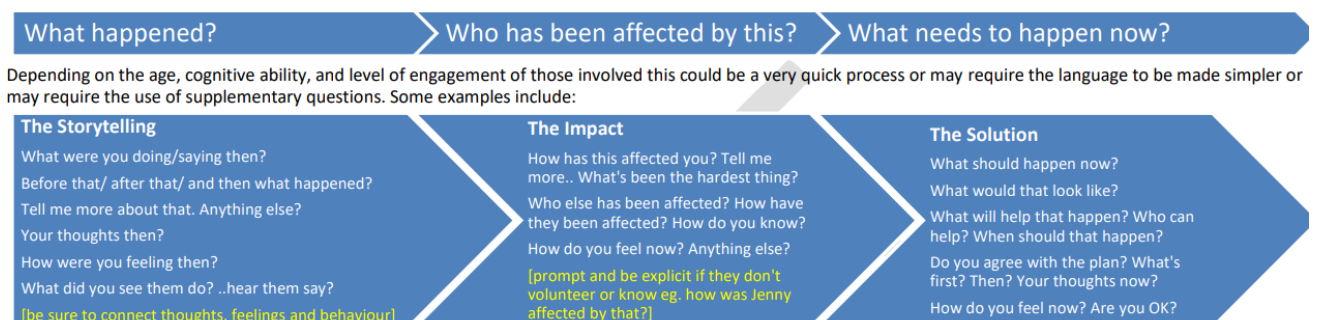 What happened?
Who has been affected by this?
What needs to happen now?
Depending on the age, cognitive ability, and level of engagement of those involved this could be a very quick process or may require the language to be made simpler or
may require the use of supplementary questions. Some examples include:
The Storytelling
What were you doing/saying then?
Before that/ after that/ and then what happened?
Tell me more about that. Anything else?
Your thoughts then?
How were you feeling then?
What did you see them do? ..hear them say?
[be sure to connect thoughts, feelings and behaviour]
The Impact
How has this affected you? Tell me
more.. What's been the hardest thing?
Who else has been affected? How have
they been affected? How do you know?
How do you feel now? Anything else?
[prompt and be explicit if they don't
volunteer or know eg. how was Jenny
affected by that?]
The Solution
What should happen now?
What would that look like?
What will help that happen? Who can
help? When should that happen?
Do you agree with the plan? What's
first? Then? Your thoughts now?
How do you feel now? Are you OK?